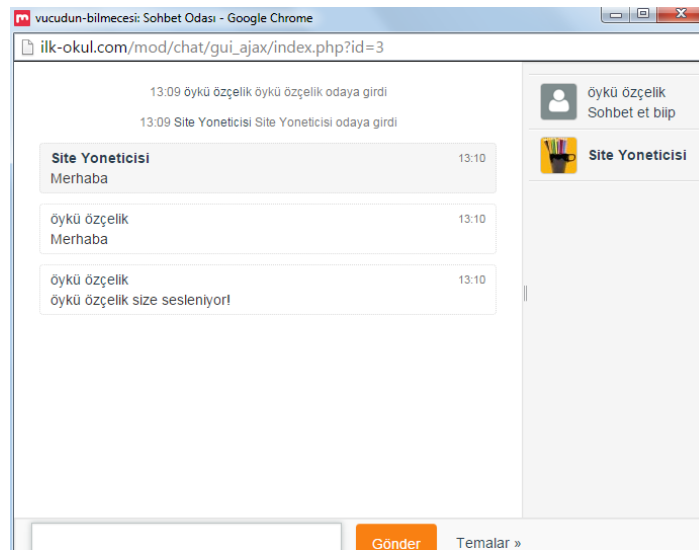 vucudun-bilmecesi: Sohbet Odası - Google Chrome
ilk-okul.com/mod/chat/gui_ajax/index.php?id=3
13:09 öykü özçelik öykü özçelik odaya girdi
13:09 Site Yoneticisi Site Yoneticisi odaya girdi
Site Yoneticisi 13:10
Merhaba
öykü özçelik 13:10
Merhaba
öykü özçelik 13:10
öykü özçelik size sesleniyor!
öykü özçelik
Sohbet et biip
Site Yoneticisi
Gönder Temalar »